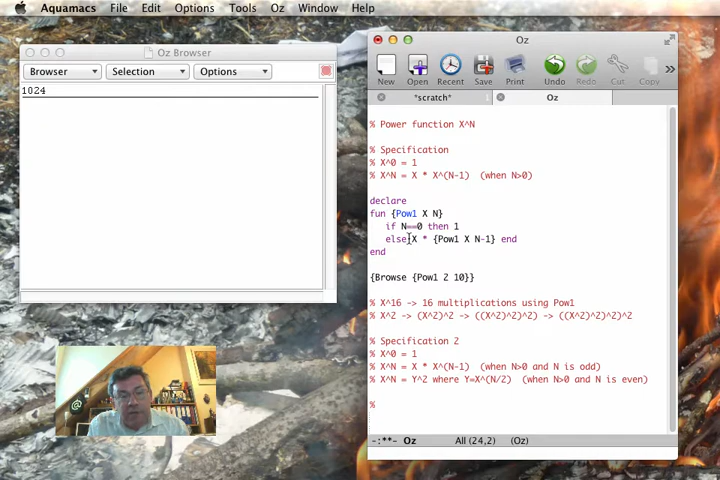 Aquamacs File Edit Options Tools Oz Window Help
Oz Browser
Browser Selection Options
1024
Oz
New Open Recent Save Print Undo Redo Cut Copy »
*scratch* Oz
% Power function X^N
% Specification
% X^0 = 1
% X^N = X * X^(N-1) (when N>0)
declare
fun {Pow1 X N}
if N==0 then 1
else X * {Pow1 X N-1} end
end
{Browse {Pow1 2 10}}
% X^16 -> 16 multiplications using Pow1
% X^2 -> (X^2)^2 -> ((X^2)^2)^2) -> ((X^2)^2)^2)^2
% Specification 2
% X^0 = 1
% X^N = X * X^(N-1) (when N>0 and N is odd)
% X^N = Y^2 where Y=X^(N/2) (when N>0 and N is even)
%
-:**- Oz All (24,2) (Oz)